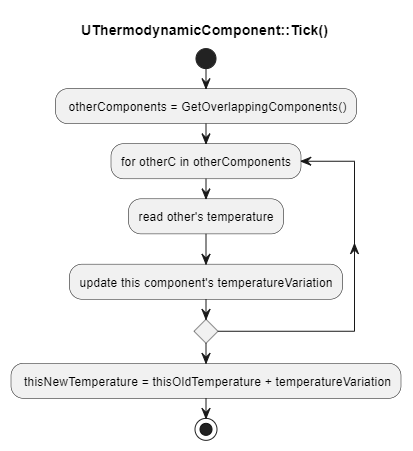 UThermodynamicComponent::Tick()
otherComponents = GetOverlappingComponents()
for otherC in otherComponents
read other's temperature
update this component's temperatureVariation
thisNewTemperature = thisOldTemperature + temperatureVariation